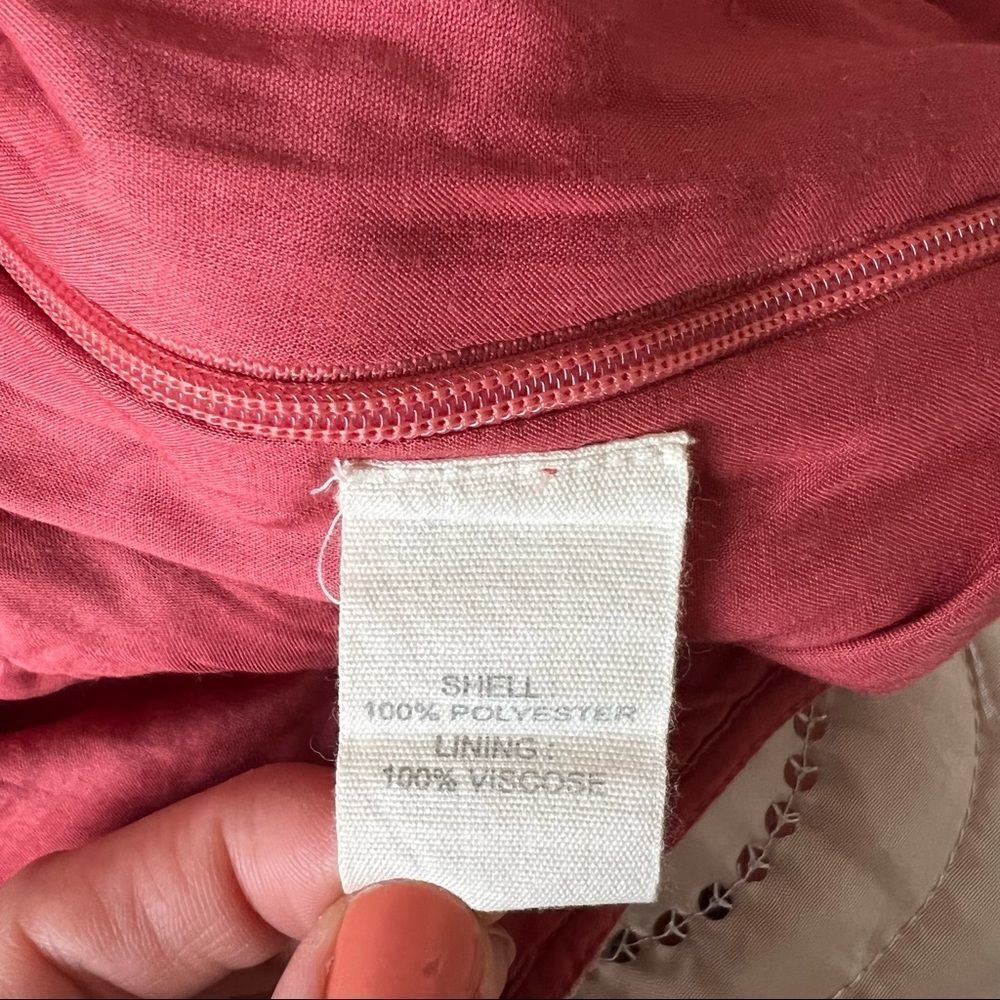 SHELL :
100% POLYESTER
LINING :
100% VISCOSE